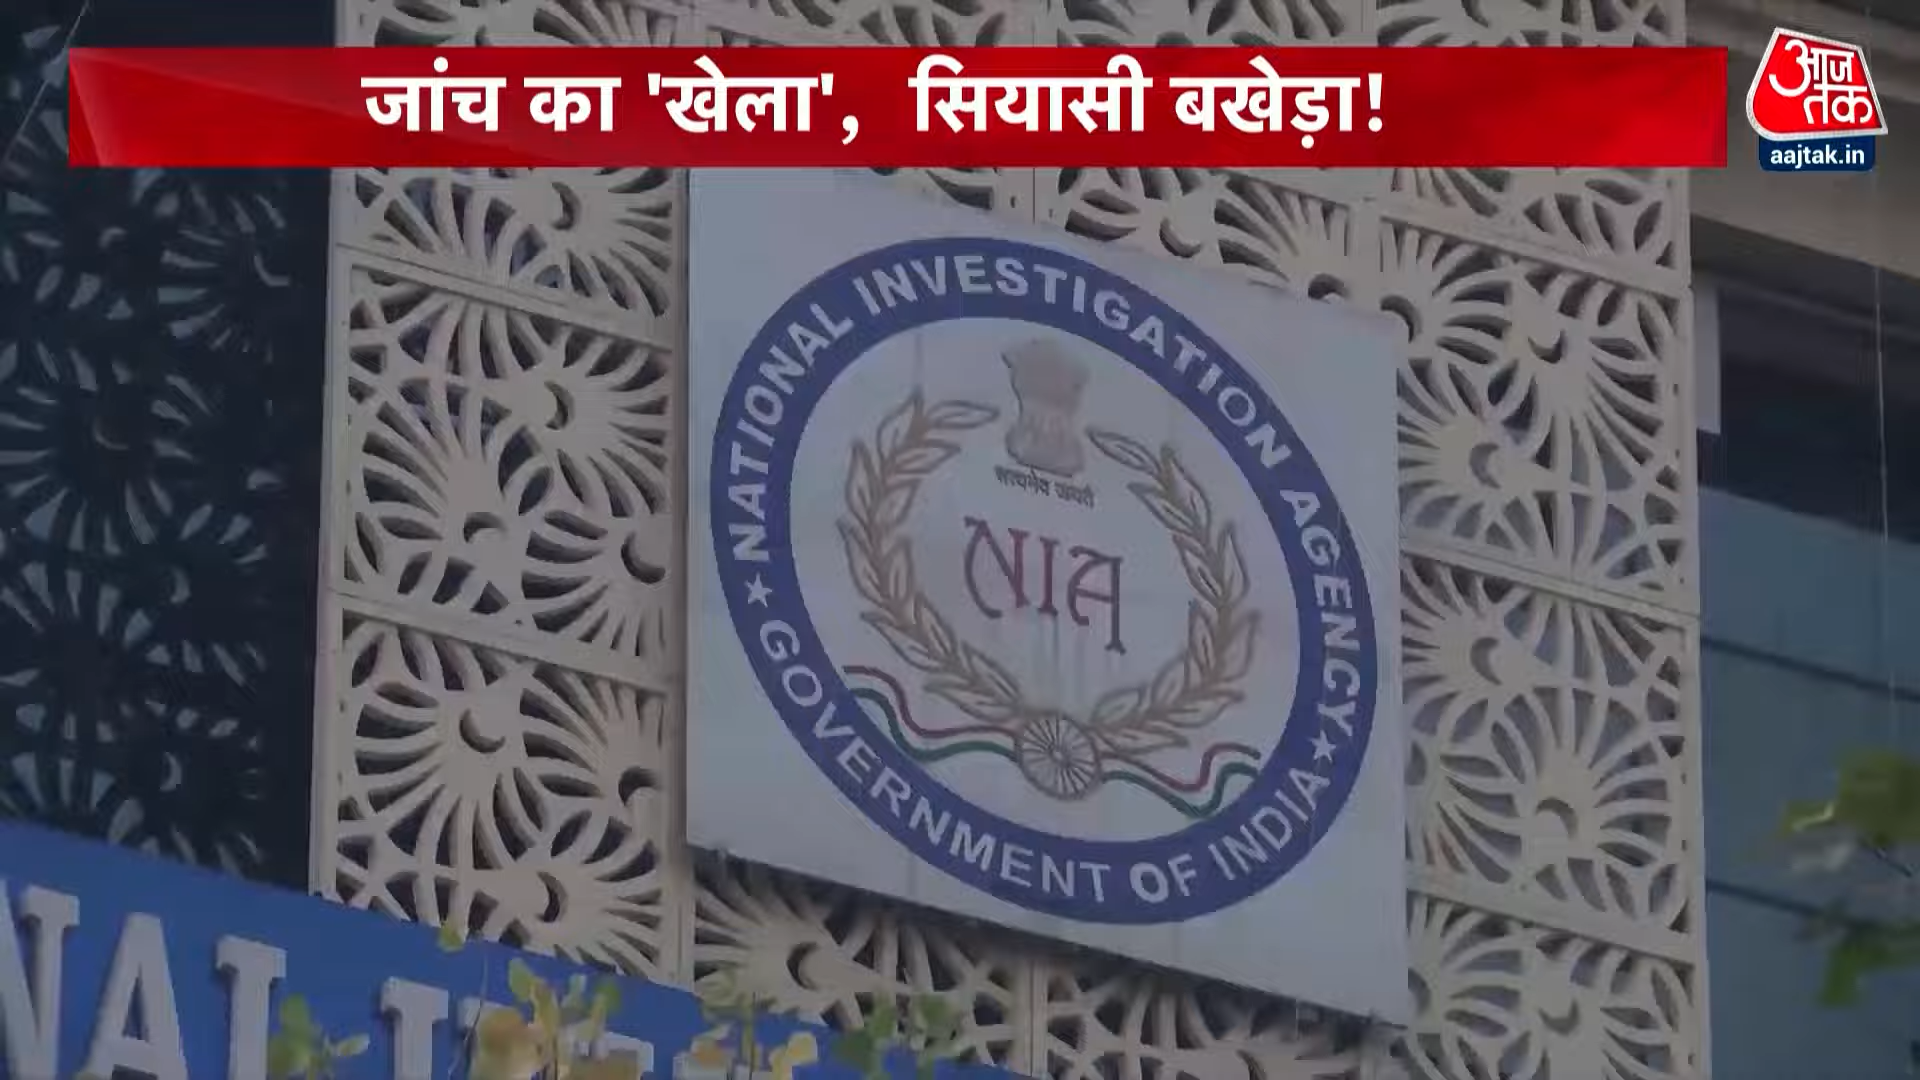 जांच का 'खेला', सियासी बखेड़ा!
आज
तक
aajtak.in
NATIONAL INVESTIGATION AGENCY
सत्यमेव जयते
NIA
GOVERNMENT OF INDIA